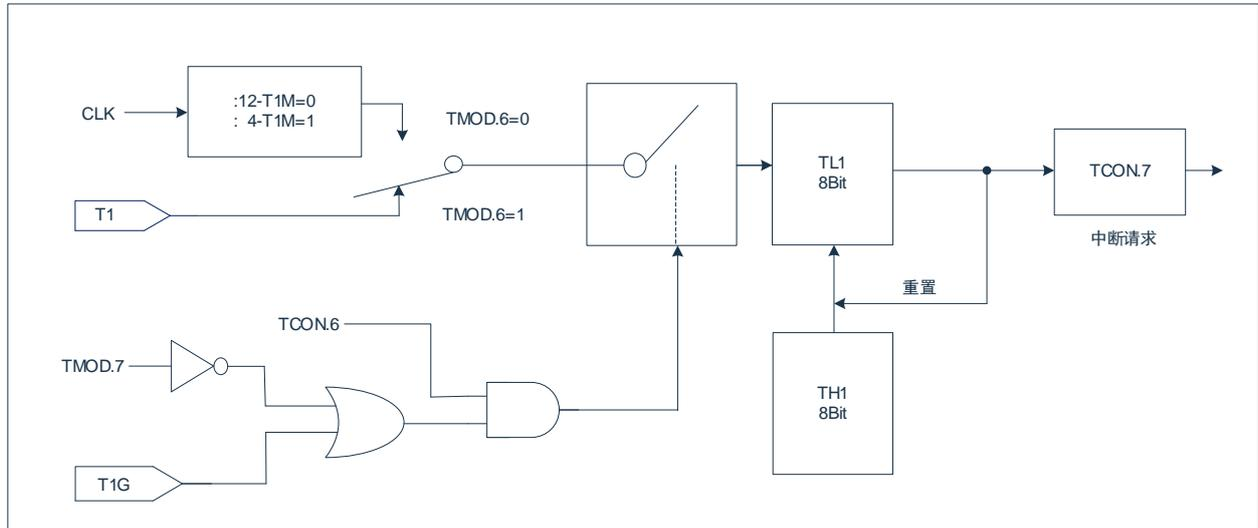 CLK
:12-T1M=0
: 4-T1M=1
TMOD.6=0
T1
TMOD.6=1
TL1
8Bit
TCON.7
中断请求
重置
TCON.6
TMOD.7
TH1
8Bit
T1G